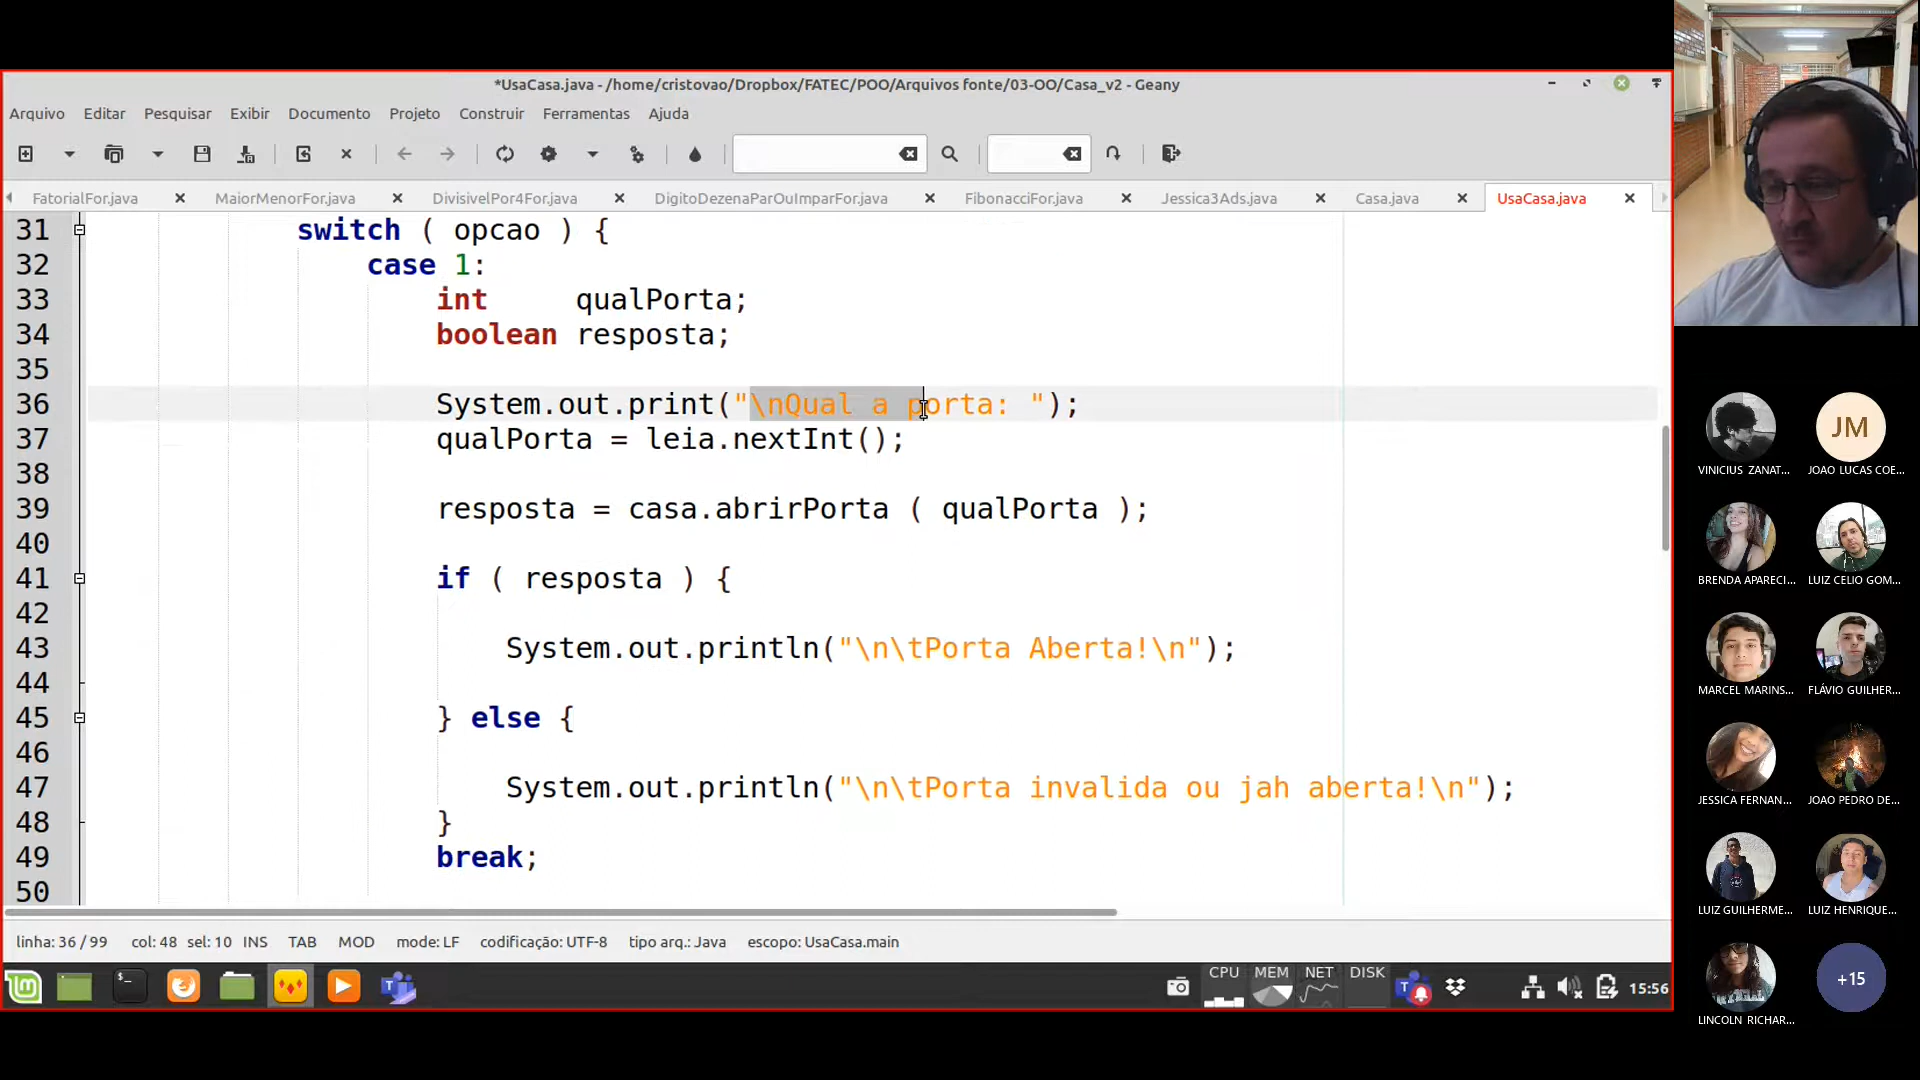 *UsaCasa.java - /home/cristovao/Dropbox/FATEC/POO/Arquivos fonte/03-OO/Casa_v2 - Geany
Arquivo Editar Pesquisar Exibir Documento Projeto Construir Ferramentas Ajuda
FatorialFor.java MaiorMenorFor.java DivisivelPor4For.java DigitoDezenaParOuImparFor.java FibonacciFor.java Jessica3Ads.java Casa.java UsaCasa.java
31 switch ( opcao ) {
32 case 1:
33 int qualPorta;
34 boolean resposta;
35
36 System.out.print("\nQual a porta: ");
37 qualPorta = leia.nextInt();
38
39 resposta = casa.abrirPorta ( qualPorta );
40
41 if ( resposta ) {
42
43 System.out.println("\n\tPorta Aberta!\n");
44
45 } else {
46
47 System.out.println("\n\tPorta invalida ou jah aberta!\n");
48 }
49 break;
50
linha: 36 / 99 col: 48 sel: 10 INS TAB MOD mode: LF codificação: UTF-8 tipo arq.: Java escopo: UsaCasa.main
CPU MEM NET DISK 15:56
JM
VINICIUS ZANAT... JOAO LUCAS COE...
BRENDA APARECI... LUIZ CELIO GOM...
MARCEL MARINS... FLÁVIO GUILHER...
JESSICA FERNAN... JOAO PEDRO DE...
LUIZ GUILHERME... LUIZ HENRIQUE...
+15
LINCOLN RICHAR...